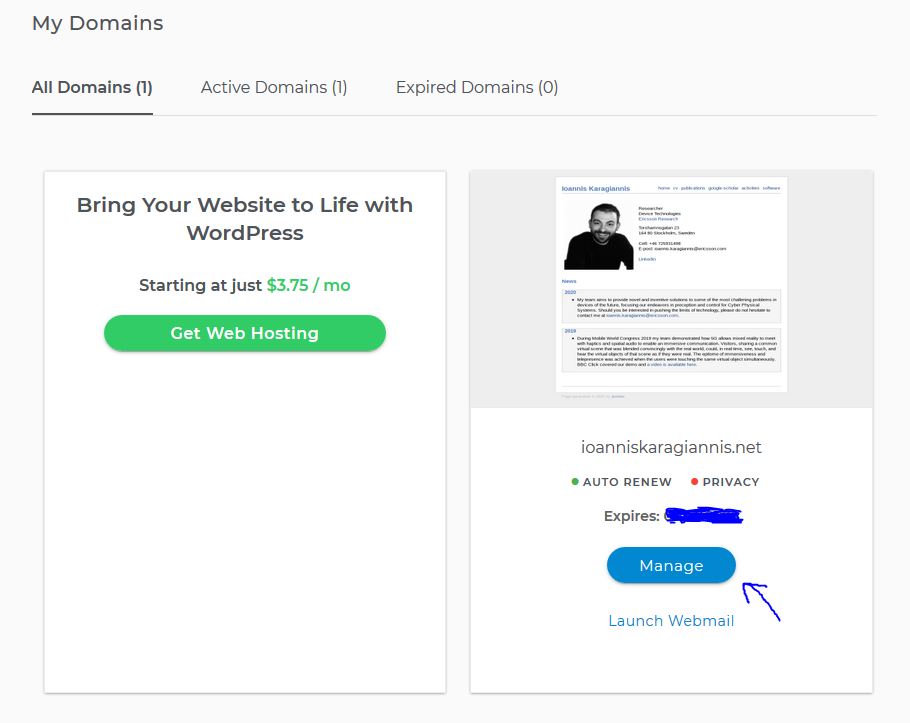 My Domains
All Domains (1)
Active Domains (1)
Expired Domains (0)
Bring Your Website to Life with
WordPress
Starting at just $3.75 / mo
Get Web Hosting
Ioannis Karagiannis
home cv publications google-scholar activities software
Researcher
Device Technologies
Ericsson Research
Torshamnsgatan 23
164 80 Stockholm, Sweden
E-post: ioannis.karagiannis@ericsson.com
LinkedIn
News
2020
My team aims to provide novel and inventive solutions to some of the most challenging problems in
devices of the future, focusing our endeavors in perception and control for Cyber Physical
Systems. Should you be interested in pushing the limits of technology, please do not hesitate to
contact me at ioannis.karagiannis@ericsson.com.
2019
During Mobile World Congress 2019 my team demonstrated how 5G allows mixed reality to meet
with haptics and spatial audio to enable an immersive communication. Visitors, sharing a common
virtual scene that was blended convincingly with the real world, could, in real time, see, touch, and
hear the virtual objects of that scene as if they were real. The epitome of immersiveness and
telepresence was achieved when the users were touching the same virtual object simultaneously.
BBC Click covered our demo and a video is available here.
ioanniskaragiannis.net
AUTO RENEW
PRIVACY
Expires:
Manage
Launch Webmail